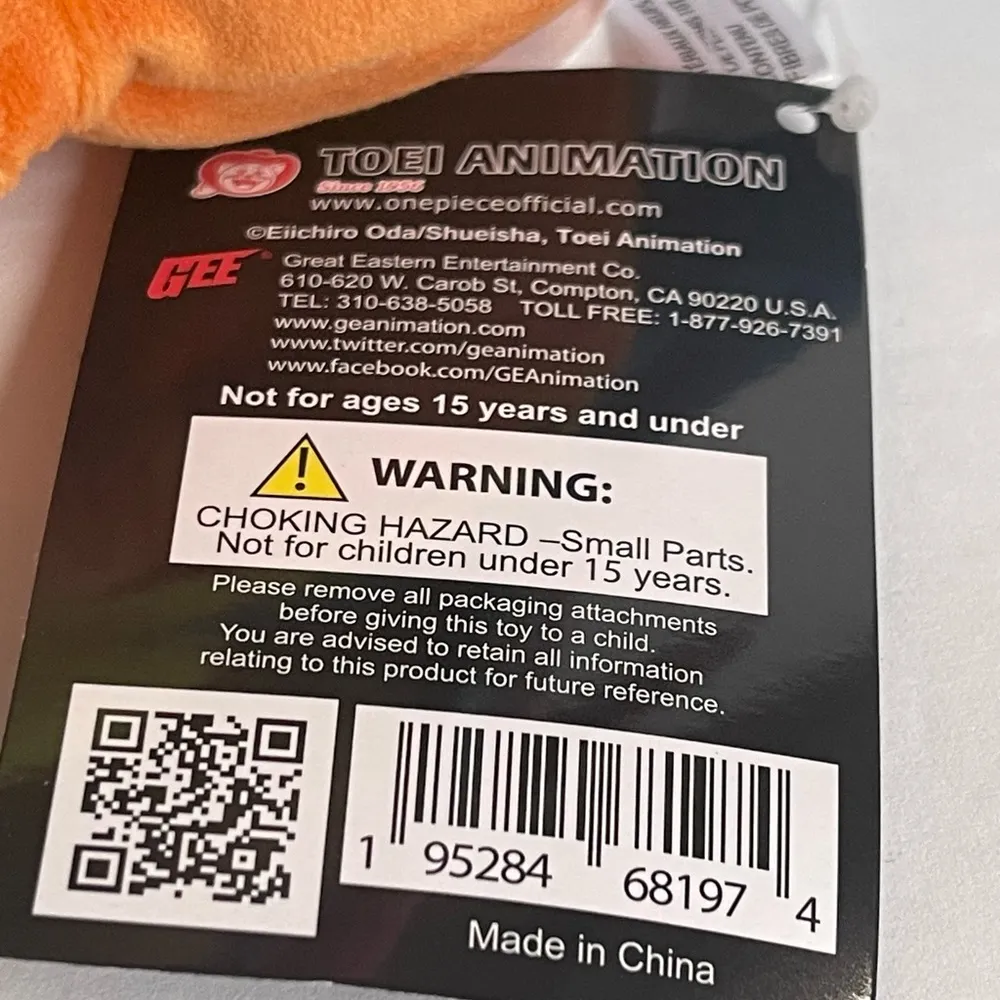 TOEI ANIMATION
Since 1956
www.onepieceofficial.com
©Eiichiro Oda/Shueisha, Toei Animation
GEE
Great Eastern Entertainment Co.
610-620 W. Carob St, Compton, CA 90220 U.S.A.
TEL: 310-638-5058 TOLL FREE: 1-877-926-7391
www.geanimation.com
www.twitter.com/geanimation
www.facebook.com/GEAnimation
Not for ages 15 years and under
WARNING:
CHOKING HAZARD –Small Parts.
Not for children under 15 years.
Please remove all packaging attachments
before giving this toy to a child.
You are advised to retain all information
relating to this product for future reference.
1 95284 68197 4
Made in China